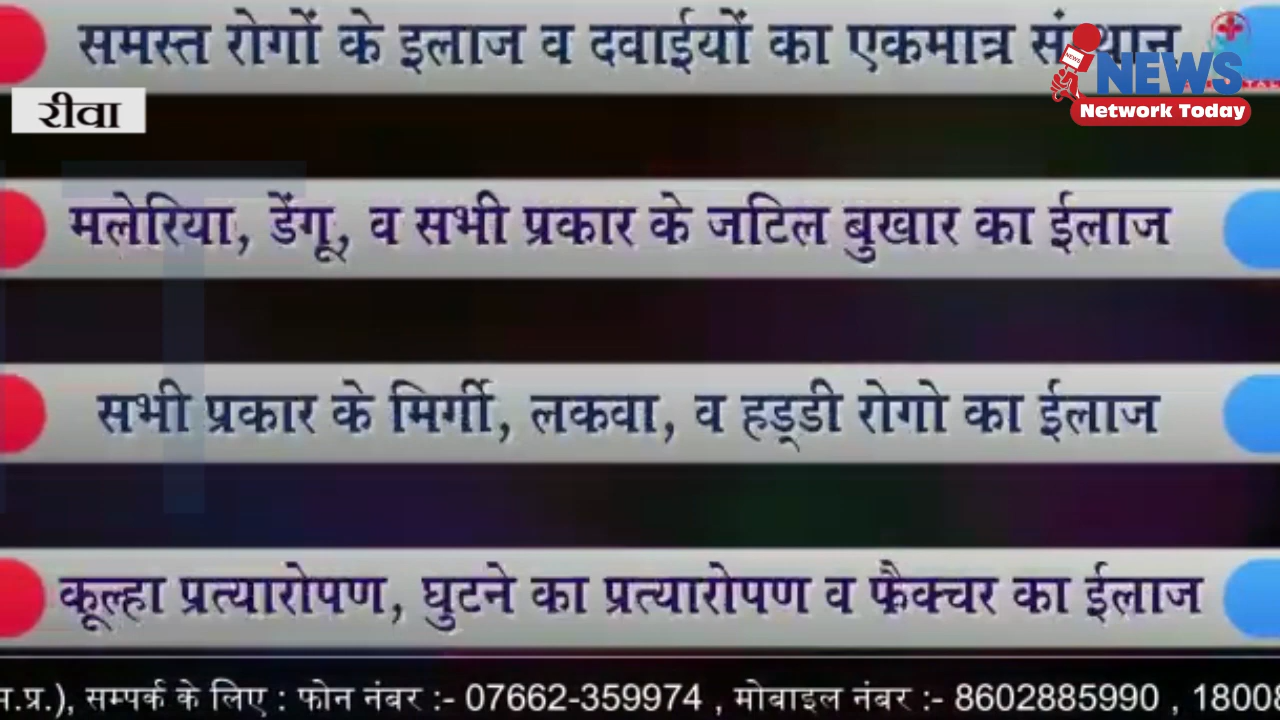 समस्त रोगों के इलाज व दवाईयों का एकमात्र
NEWS
Network Today
रीवा
मलेरिया, डेंगू, व सभी प्रकार के जटिल बुखार का ईलाज
सभी प्रकार के मिर्गी, लकवा, व हड्डी रोगो का ईलाज
कूल्हा प्रत्यारोपण, घुटने का प्रत्यारोपण व फ्रैक्चर का ईलाज
म.प्र.), सम्पर्क के लिए : फोन नंबर :- 07662-359974 , मोबाइल नंबर :- 8602885990 , 18008